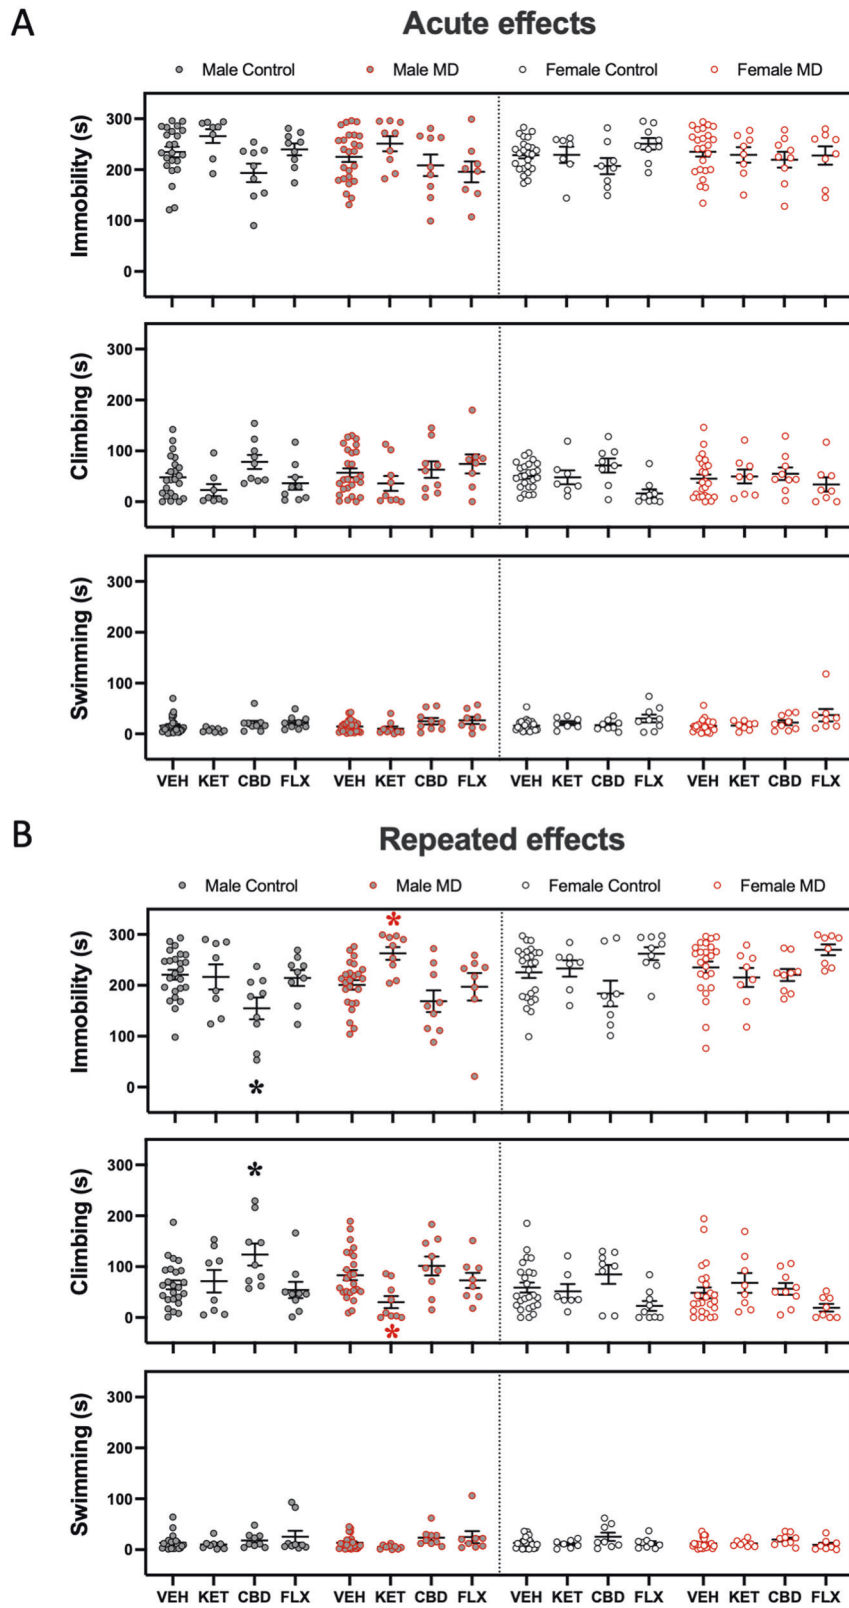 A
Acute effects
Male Control Male MD Female Control Female MD
Immobility (s)
300
200
100
0
Climbing (s)
300
200
100
0
Swimming (s)
300
200
100
0
VEH KET CBD FLX VEH KET CBD FLX VEH KET CBD FLX VEH KET CBD FLX
B
Repeated effects
Male Control Male MD Female Control Female MD
Immobility (s)
300
200
100
0
*
*
Climbing (s)
300
200
100
0
*
*
Swimming (s)
300
200
100
0
VEH KET CBD FLX VEH KET CBD FLX VEH KET CBD FLX VEH KET CBD FLX